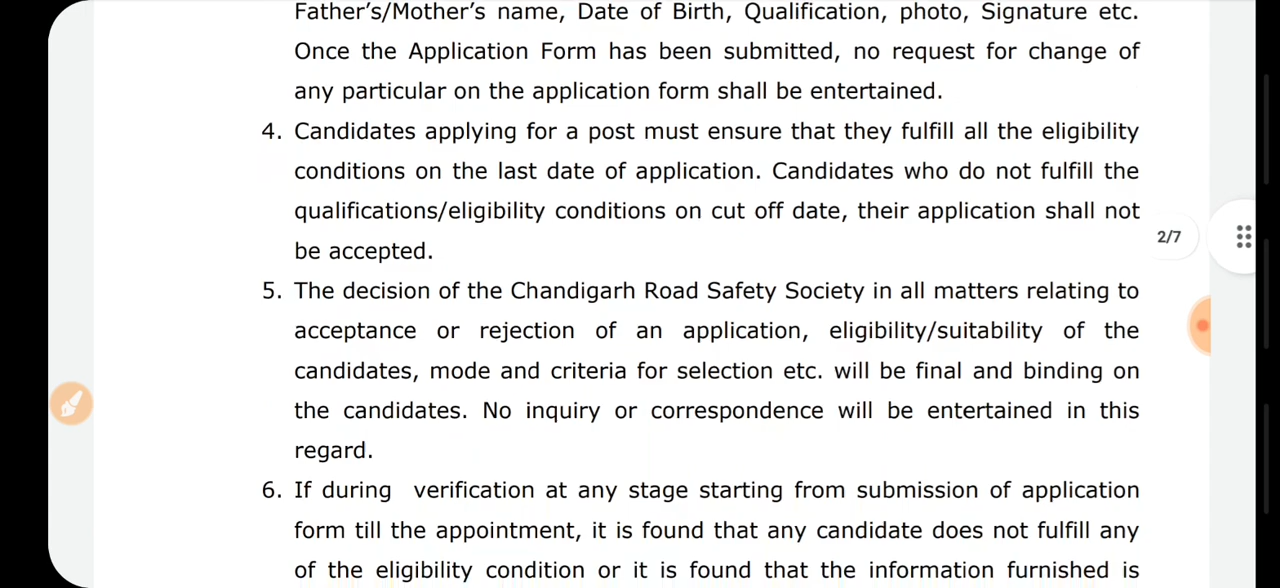 Father’s/Mother’s name, Date of Birth, Qualification, photo, Signature etc.
Once the Application Form has been submitted, no request for change of
any particular on the application form shall be entertained.
4. Candidates applying for a post must ensure that they fulfill all the eligibility
conditions on the last date of application. Candidates who do not fulfill the
qualifications/eligibility conditions on cut off date, their application shall not
be accepted.
2/7
5. The decision of the Chandigarh Road Safety Society in all matters relating to
acceptance or rejection of an application, eligibility/suitability of the
candidates, mode and criteria for selection etc. will be final and binding on
the candidates. No inquiry or correspondence will be entertained in this
regard.
6. If during verification at any stage starting from submission of application
form till the appointment, it is found that any candidate does not fulfill any
of the eligibility condition or it is found that the information furnished is